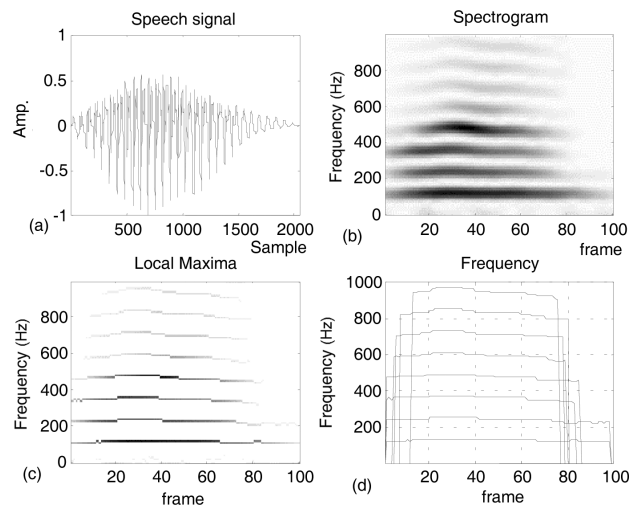 Speech signal
Amp.
1
0.5
0
-0.5
-1
500 1000 1500 2000
Sample
(a)
Spectrogram
Frequency (Hz)
800
600
400
200
0
20 40 60 80 100
frame
(b)
Local Maxima
Frequency (Hz)
800
600
400
200
0
20 40 60 80 100
frame
(c)
Frequency
Frequency (Hz)
1000
800
600
400
200
20 40 60 80 100
frame
(d)